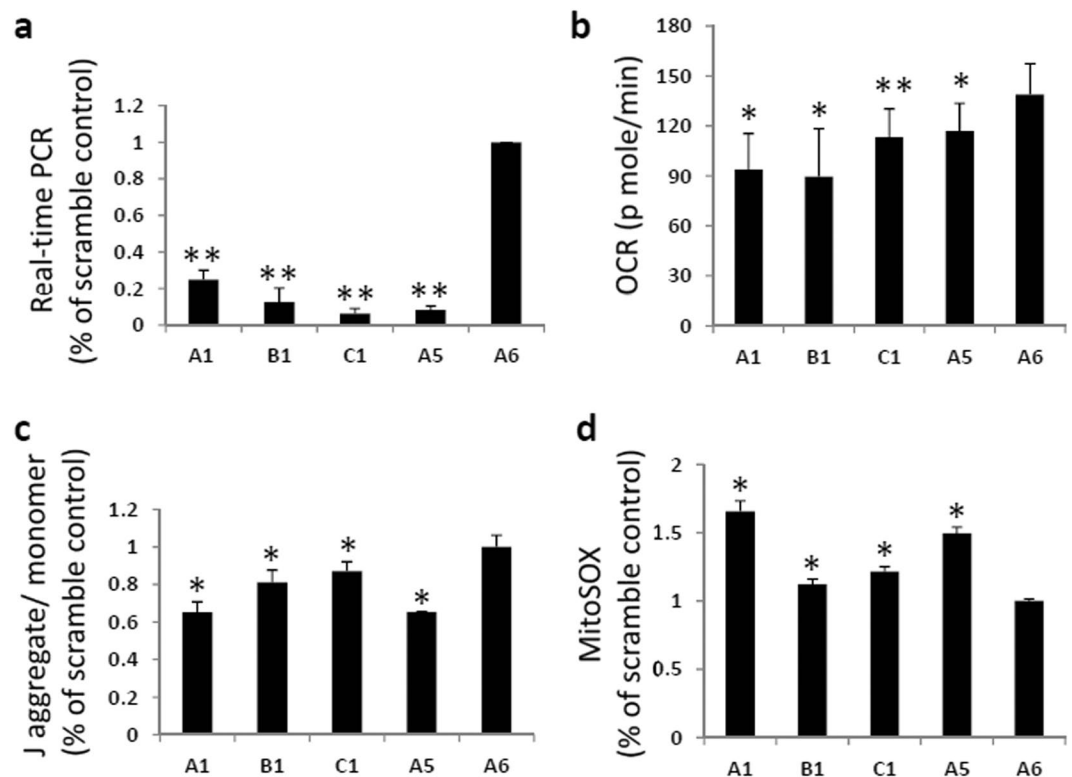 a
Real-time PCR
(% of scramble control)
1.2
1
0.8
0.6
0.4
0.2
0
**
**
**
**
A1 B1 C1 A5 A6
b
OCR (p mole/min)
180
150
120
90
60
30
0
*
*
**
*
A1 B1 C1 A5 A6
c
J aggregate/ monomer
(% of scramble control)
1.2
1
0.8
0.6
0.4
0.2
0
*
*
*
*
A1 B1 C1 A5 A6
d
MitoSOX
(% of scramble control)
2
1.5
1
0.5
0
*
*
*
*
A1 B1 C1 A5 A6